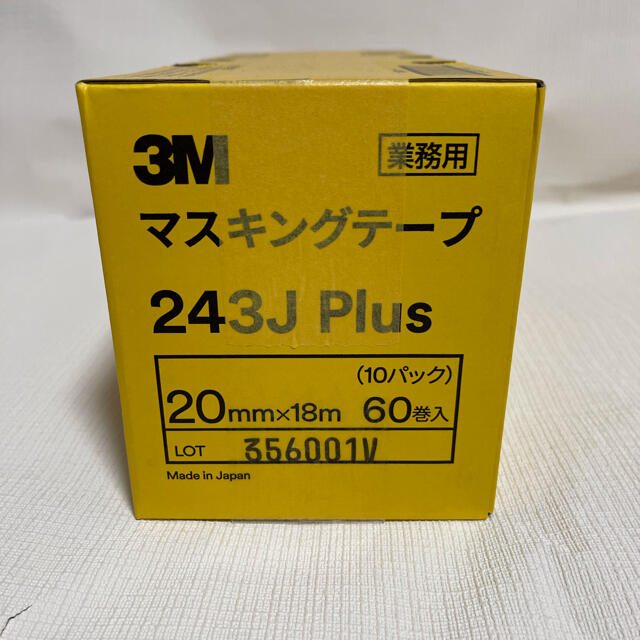 3M 業務用
マスキングテープ
243J Plus
(10パック)
20mm×18m 60巻入
LOT 356001V
Made in Japan